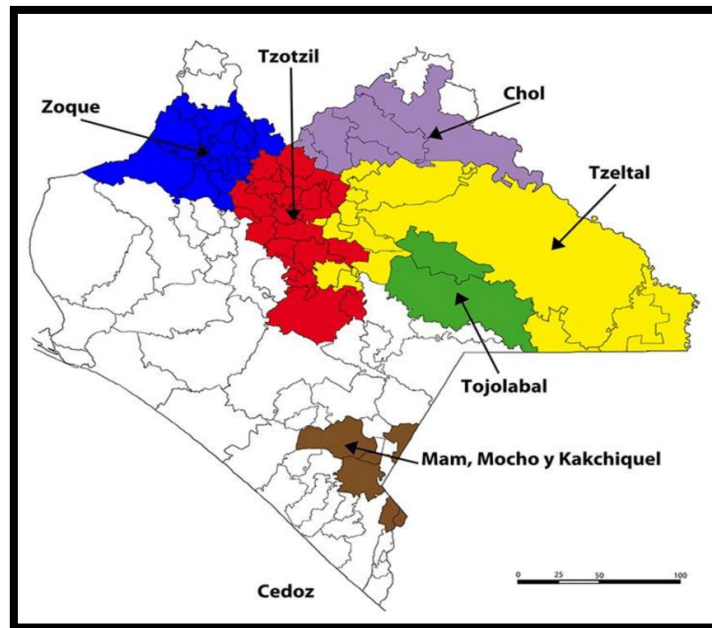 Tzotzil
Zoque
Chol
Tzeltal
Tojolabal
Mam, Mocho y Kakchiquel
Cedoz
0 25 50 100